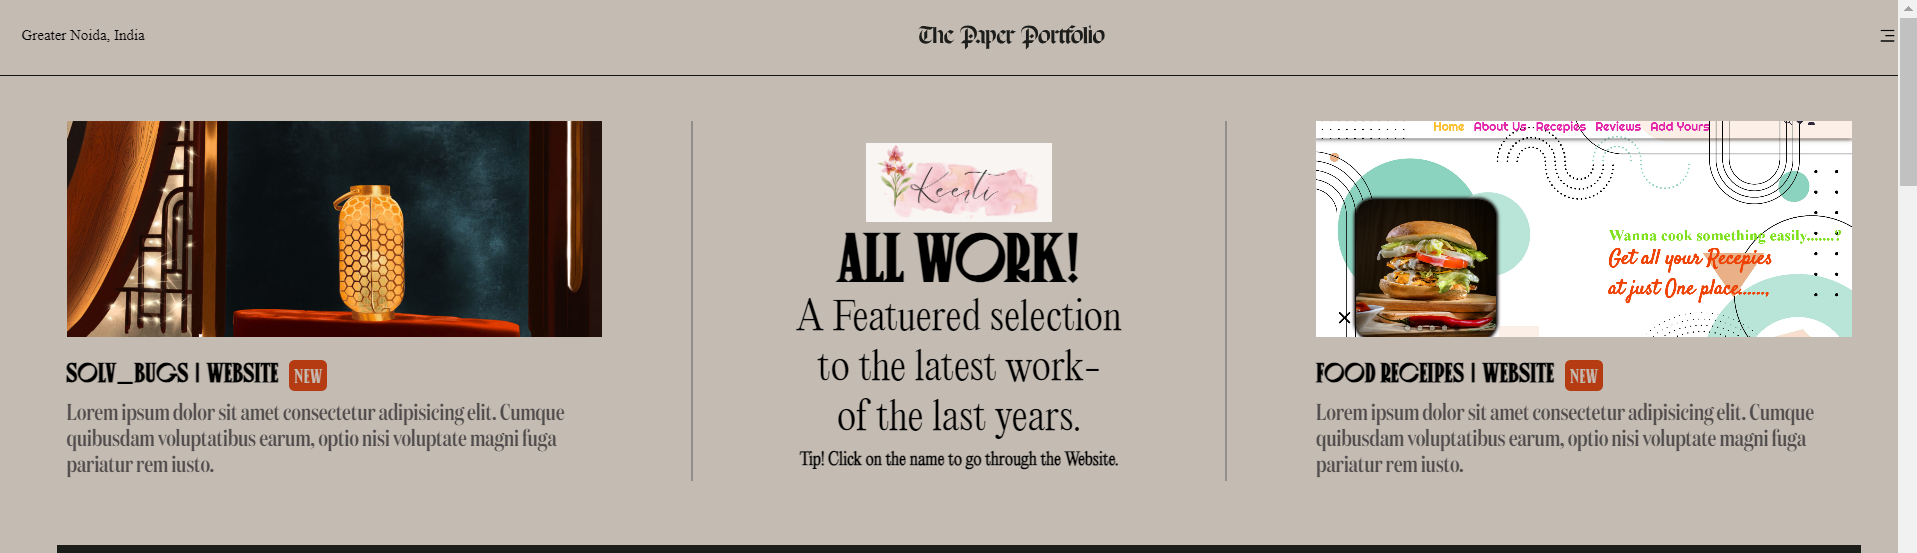 Greater Noida, India
The Paper Portfolio
SOLV_BUGS | WEBSITE NEW
Lorem ipsum dolor sit amet consectetur adipisicing elit. Cumque
quibusdam voluptatibus earum, optio nisi voluptate magni fuga
pariatur rem iusto.
Keerti
ALL WORK!
A Featuered selection
to the latest work-
of the last years.
Tip! Click on the name to go through the Website.
Home About Us Recepies Reviews Add Yours
Wanna cook something easily.......?
Get all your Recepies
at just One place......,
FOOD RECEIPES | WEBSITE NEW
Lorem ipsum dolor sit amet consectetur adipisicing elit. Cumque
quibusdam voluptatibus earum, optio nisi voluptate magni fuga
pariatur rem iusto.